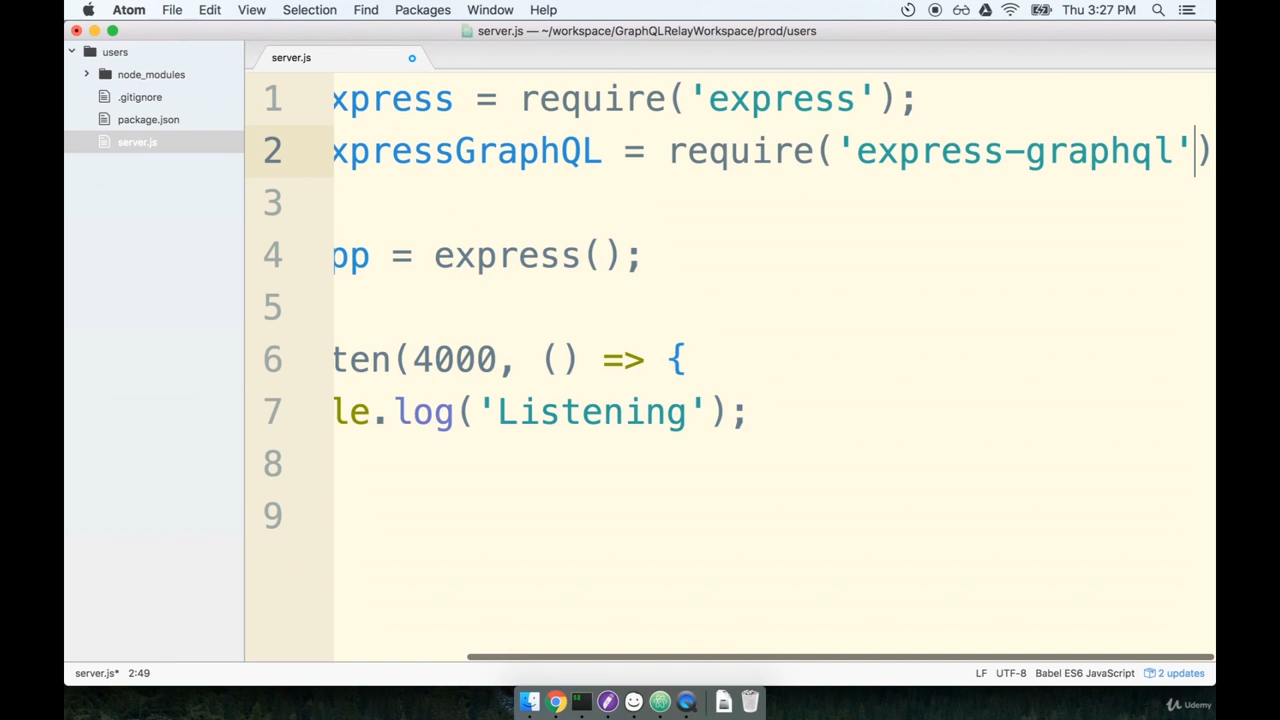 Atom File Edit View Selection Find Packages Window Help Thu 3:27 PM
server.js — ~/workspace/GraphQLRelayWorkspace/prod/users
users
node_modules
.gitignore
package.json
server.js
server.js
1 xpress = require('express');
2 xpressGraphQL = require('express-graphql')
3
4 pp = express();
5
6 ten(4000, () => {
7 le.log('Listening');
8
9
server.js* 2:49 LF UTF-8 Babel ES6 JavaScript 2 updates
Udemy